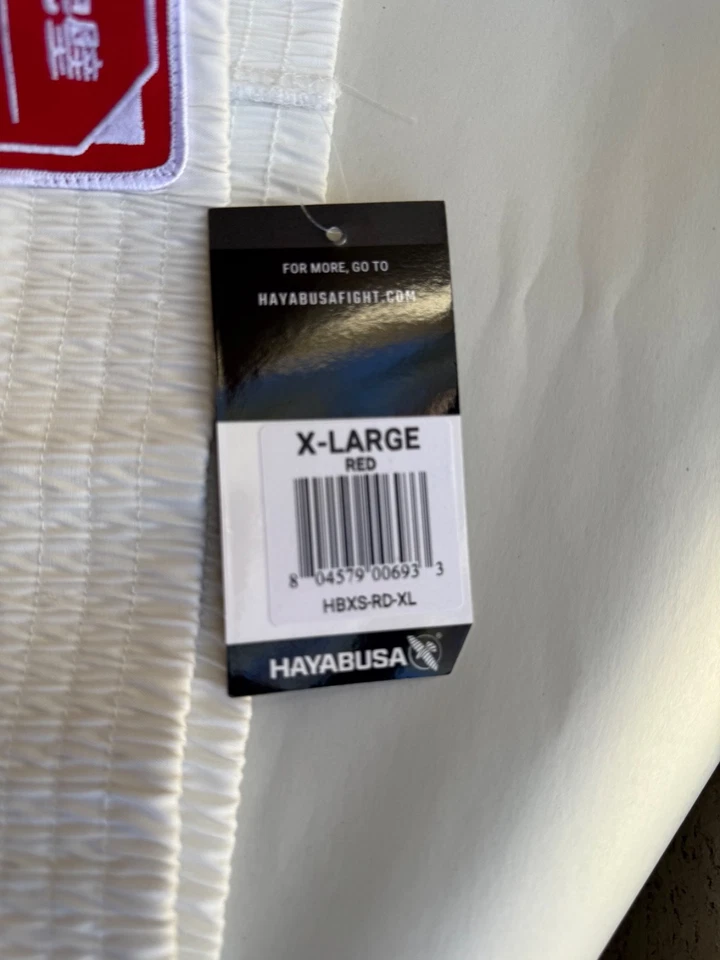 FOR MORE, GO TO
HAYABUSAFIGHT.COM
X-LARGE
RED
8 04579 00693 3
HBXS-RD-XL
HAYABUSA®